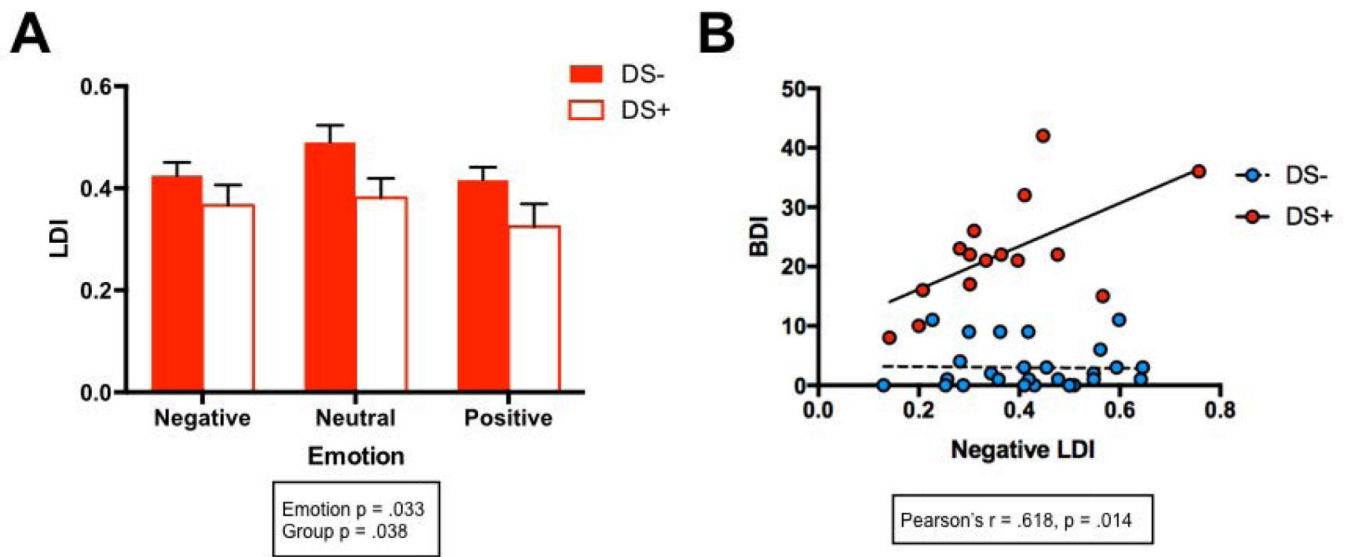 A
B
DS-
DS+
0.6
0.4
0.2
0.0
LDI
Negative
Neutral
Positive
Emotion
Emotion p = .033
Group p = .038
50
40
30
20
10
0
BDI
0.0
0.2
0.4
0.6
0.8
Negative LDI
DS-
DS+
Pearson's r = .618, p = .014